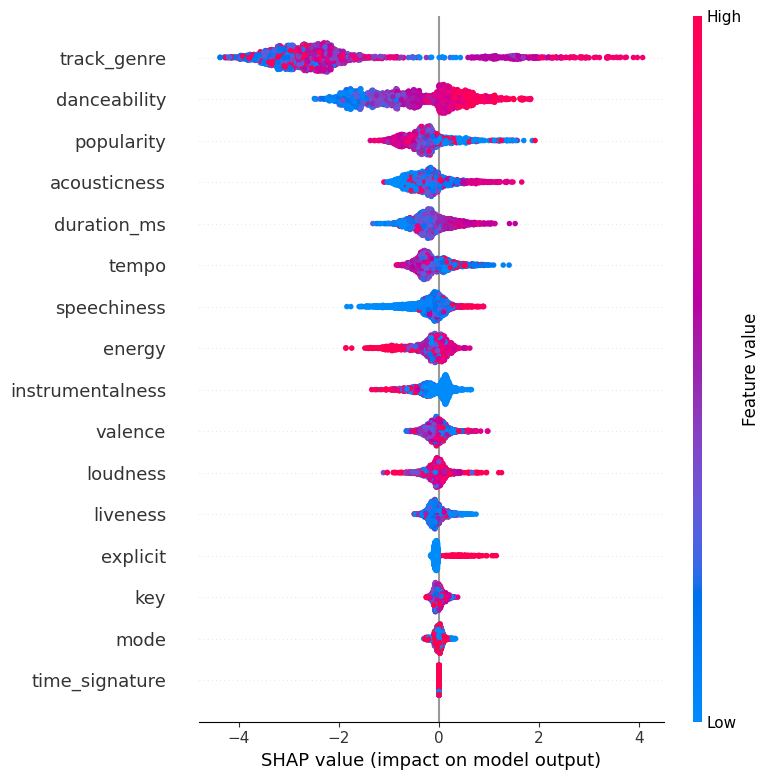 High
track_genre
danceability
popularity
acousticness
duration_ms
tempo
speechiness
energy
instrumentalness
valence
loudness
liveness
explicit
key
mode
time_signature
Feature value
Low
−4 −2 0 2 4
SHAP value (impact on model output)